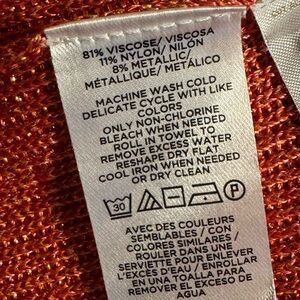 81% VISCOSE/ VISCOSA
11% NYLON/ NILÓN
8% METALLIC/
MÉTALLIQUE/ METÁLICO
MACHINE WASH COLD
DELICATE CYCLE WITH LIKE
COLORS
ONLY NON-CHLORINE
BLEACH WHEN NEEDED
ROLL IN TOWEL TO
REMOVE EXCESS WATER
RESHAPE DRY FLAT
COOL IRON WHEN NEEDED
OR DRY CLEAN
30 P
AVEC DES COULEURS
SEMBLABLES / CON
COLORES SIMILARES /
ROULER DANS UNE
SERVIETTE POUR ENLEVER
L'EXCÈS D'EAU / ENROLLAR
EN UNA TOALLA PARA
REMOVER EL EXCESO DE
AGUA